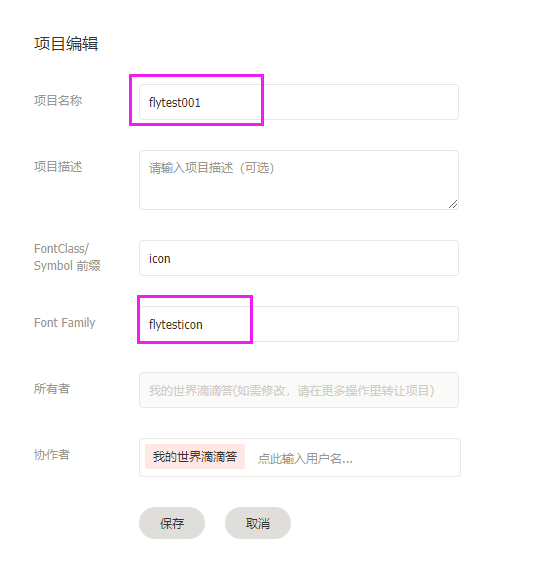 项目编辑
项目名称
flytest001
项目描述
请输入项目描述（可选）
FontClass/
Symbol 前缀
icon
Font Family
flytesticon
所有者
我的世界滴滴答(如需修改，请在更多操作里转让项目)
协作者
我的世界滴滴答 点此输入用户名...
保存 取消